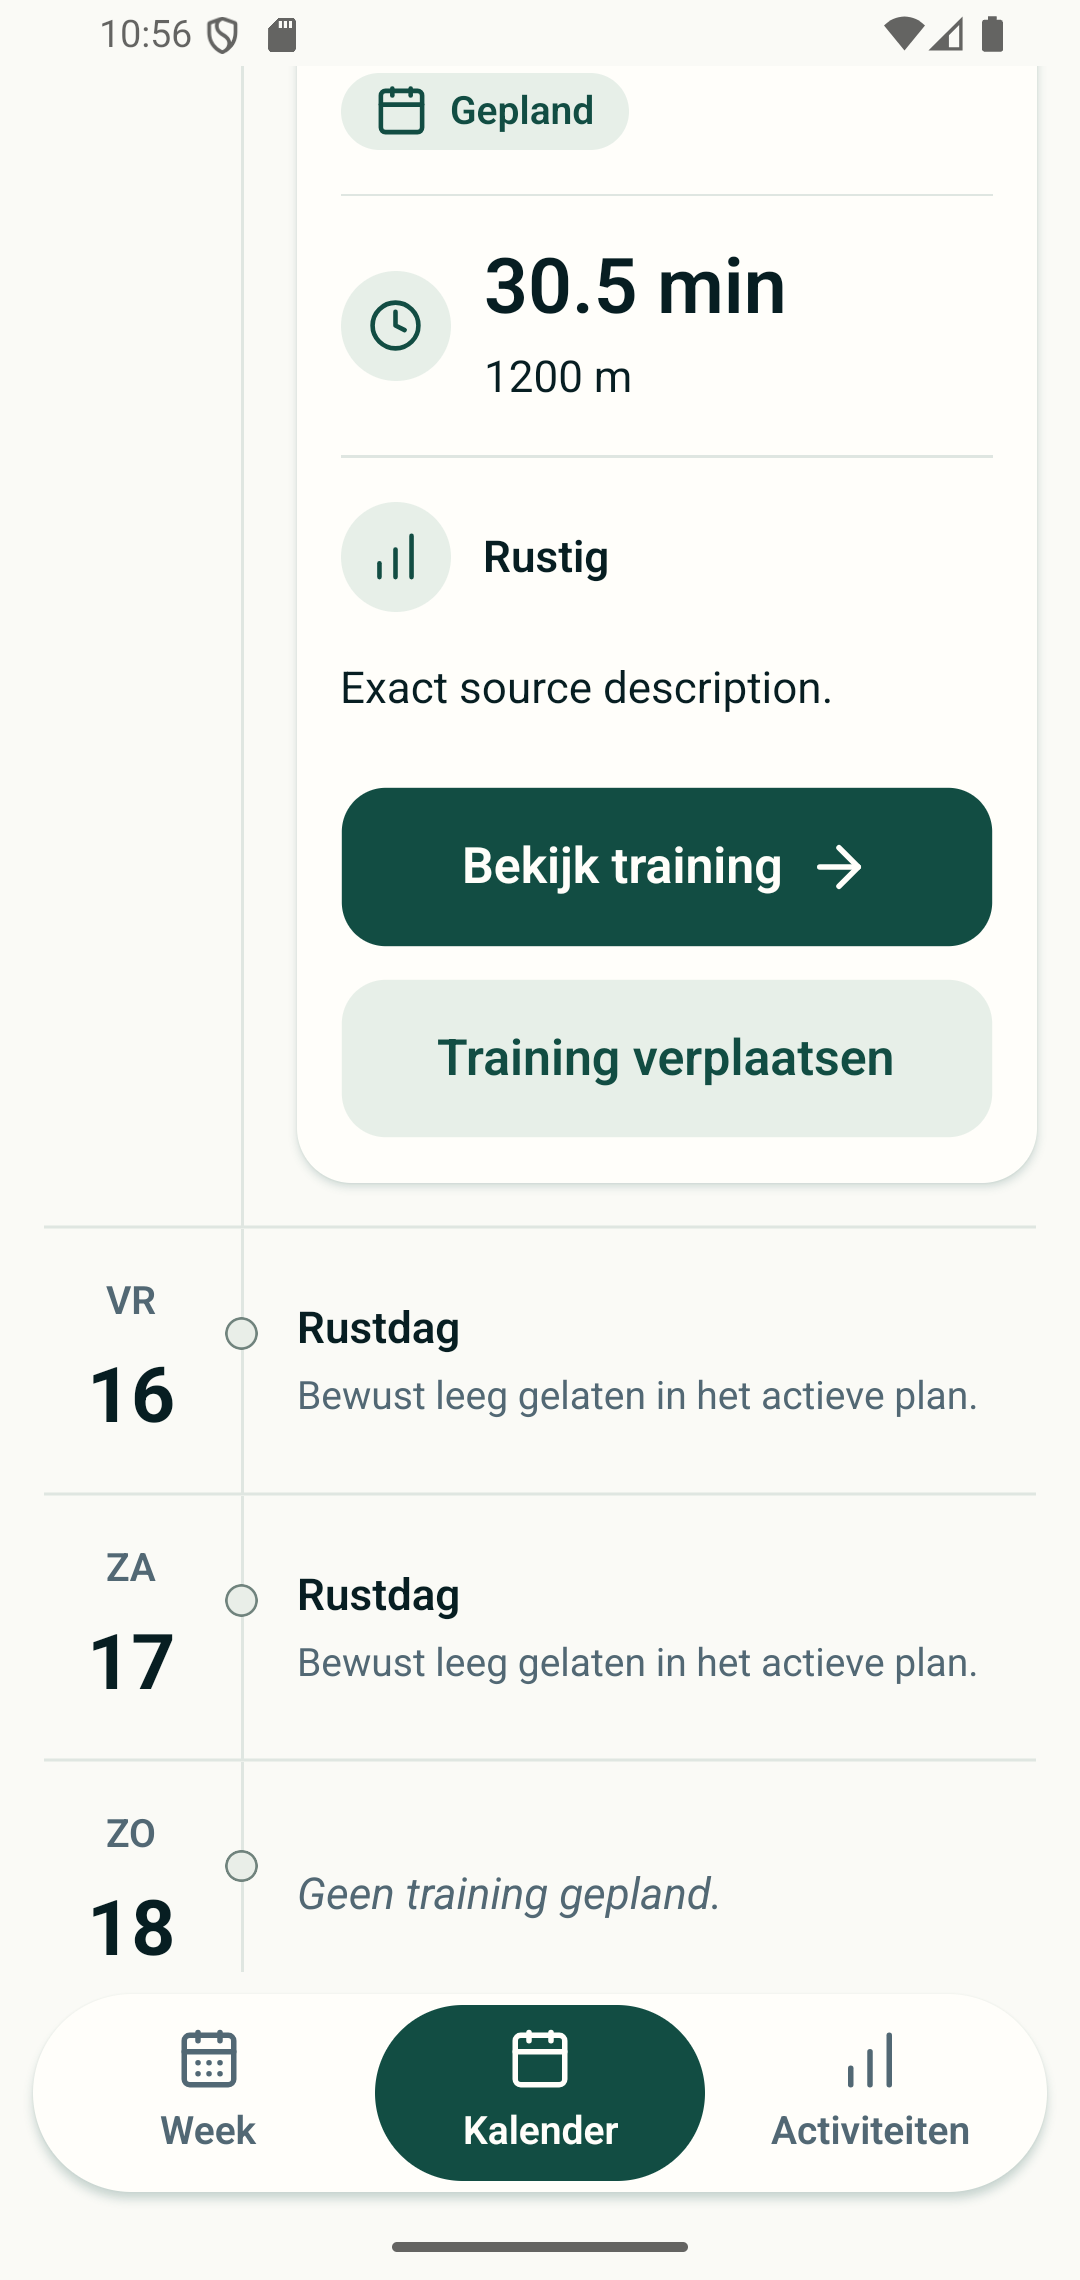 10:56
Gepland
30.5 min
1200 m
Rustig
Exact source description.
Bekijk training
Training verplaatsen
VR
16
Rustdag
Bewust leeg gelaten in het actieve plan.
ZA
17
Rustdag
Bewust leeg gelaten in het actieve plan.
ZO
18
Geen training gepland.
Week
Kalender
Activiteiten